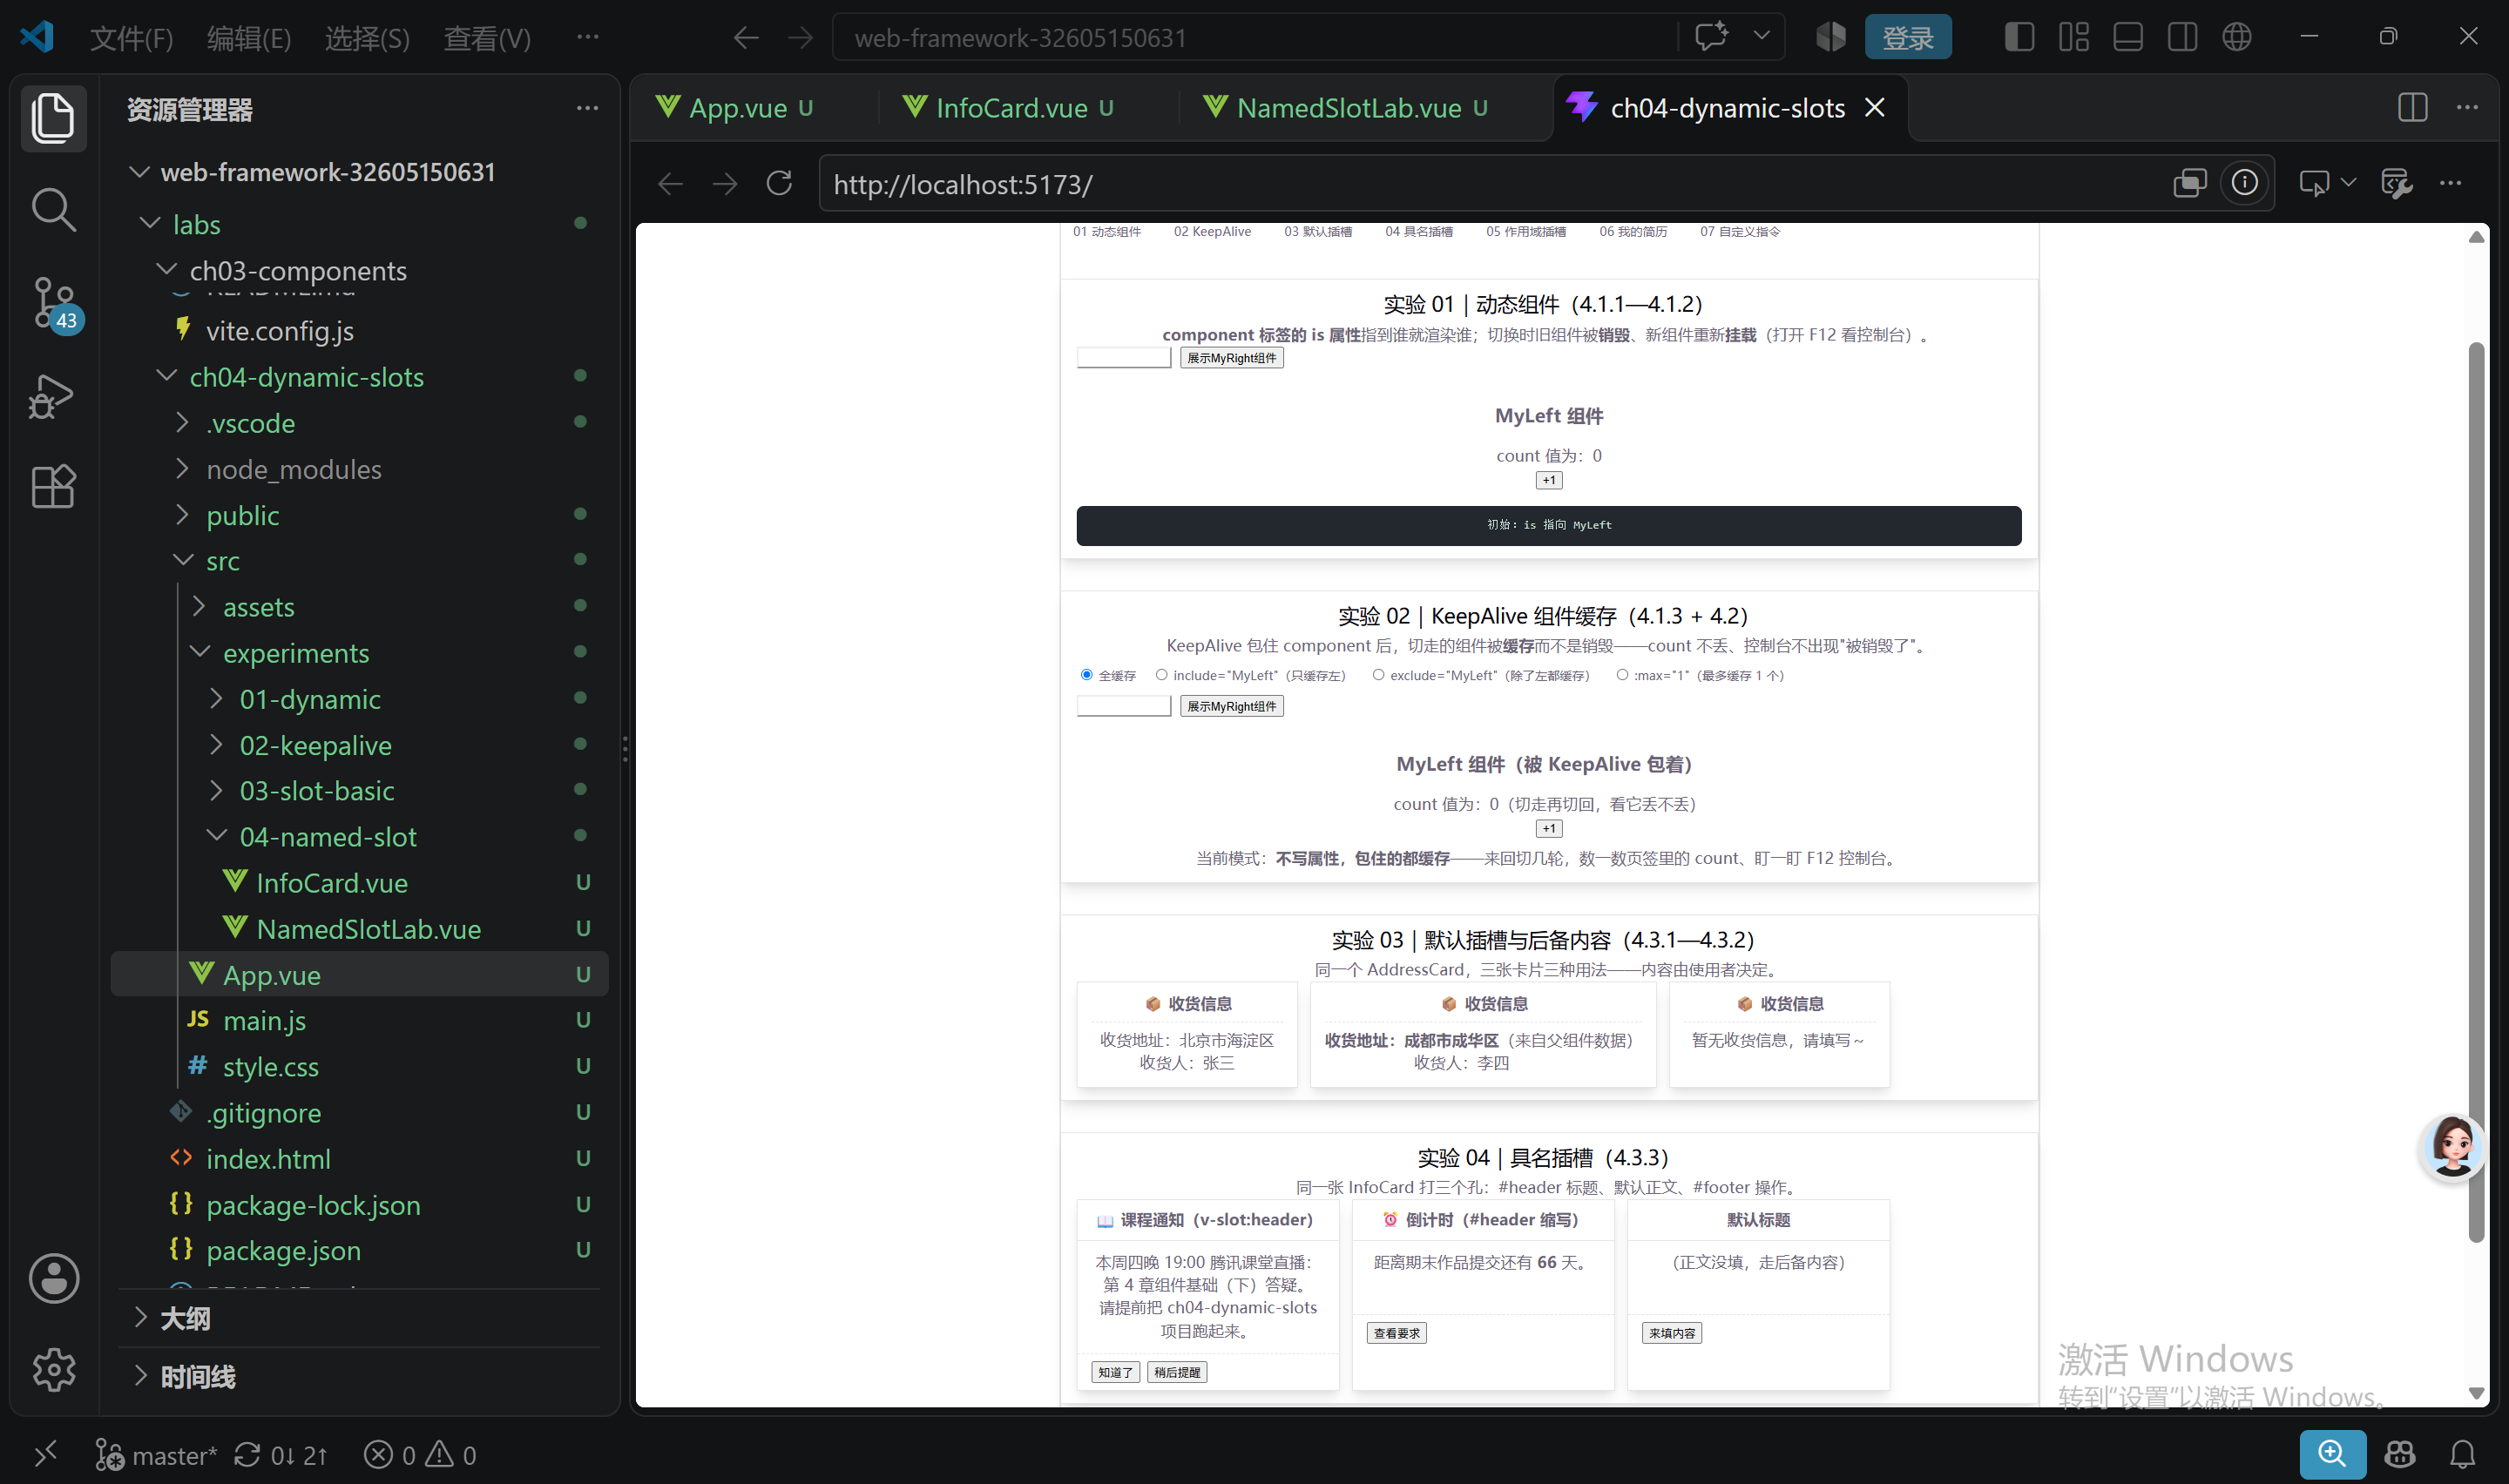 文件(F) 编辑(E) 选择(S) 查看(V) ··· web-framework-32605150631 登录
资源管理器
web-framework-32605150631
labs
ch03-components
vite.config.js
ch04-dynamic-slots
.vscode
node_modules
public
src
assets
experiments
01-dynamic
02-keepalive
03-slot-basic
04-named-slot
InfoCard.vue U
NamedSlotLab.vue U
App.vue U
JS main.js U
# style.css U
.gitignore U
<> index.html U
{} package-lock.json U
{} package.json U
大纲
时间线
43
App.vue U InfoCard.vue U NamedSlotLab.vue U ch04-dynamic-slots
http://localhost:5173/
01 动态组件 02 KeepAlive 03 默认插槽 04 具名插槽 05 作用域插槽 06 我的简历 07 自定义指令
实验 01｜动态组件（4.1.1—4.1.2）
component 标签的 is 属性指到谁就渲染谁；切换时旧组件被销毁、新组件重新挂载（打开 F12 看控制台）。
展示MyRight组件
MyLeft 组件
count 值为：0
+1
初始：is 指向 MyLeft
实验 02｜KeepAlive 组件缓存（4.1.3 + 4.2）
KeepAlive 包住 component 后，切走的组件被缓存而不是销毁——count 不丢、控制台不出现"被销毁了"。
全缓存 include="MyLeft"（只缓存左） exclude="MyLeft"（除了左都缓存） :max="1"（最多缓存 1 个）
展示MyRight组件
MyLeft 组件（被 KeepAlive 包着）
count 值为：0（切走再切回，看它丢不丢）
+1
当前模式：不写属性，包住的都缓存——来回切几轮，数一数页签里的 count、盯一盯 F12 控制台。
实验 03｜默认插槽与后备内容（4.3.1—4.3.2）
同一个 AddressCard，三张卡片三种用法——内容由使用者决定。
📦 收货信息
收货地址：北京市海淀区
收货人：张三
📦 收货信息
收货地址：成都市成华区（来自父组件数据）
收货人：李四
📦 收货信息
暂无收货信息，请填写～
实验 04｜具名插槽（4.3.3）
同一张 InfoCard 打三个孔：#header 标题、默认正文、#footer 操作。
📖 课程通知（v-slot:header）
本周四晚 19:00 腾讯课堂直播：
第 4 章组件基础（下）答疑。
请提前把 ch04-dynamic-slots
项目跑起来。
知道了 稍后提醒
⏰ 倒计时（#header 缩写）
距离期末作品提交还有 66 天。
查看要求
默认标题
（正文没填，走后备内容）
来填内容
激活 Windows
转到“设置”以激活 Windows。
master* 0↓ 2↑ 0 0